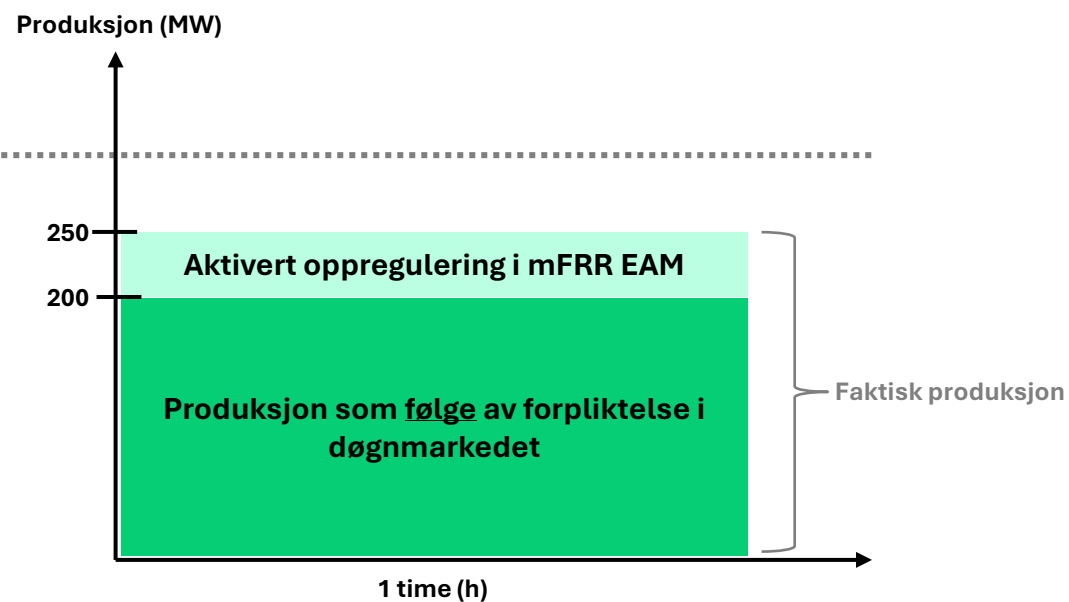 Produksjon (MW)
250
Aktivert oppregulering i mFRR EAM
200
Produksjon som følge av forpliktelse i
døgnmarkedet
Faktisk produksjon
1 time (h)